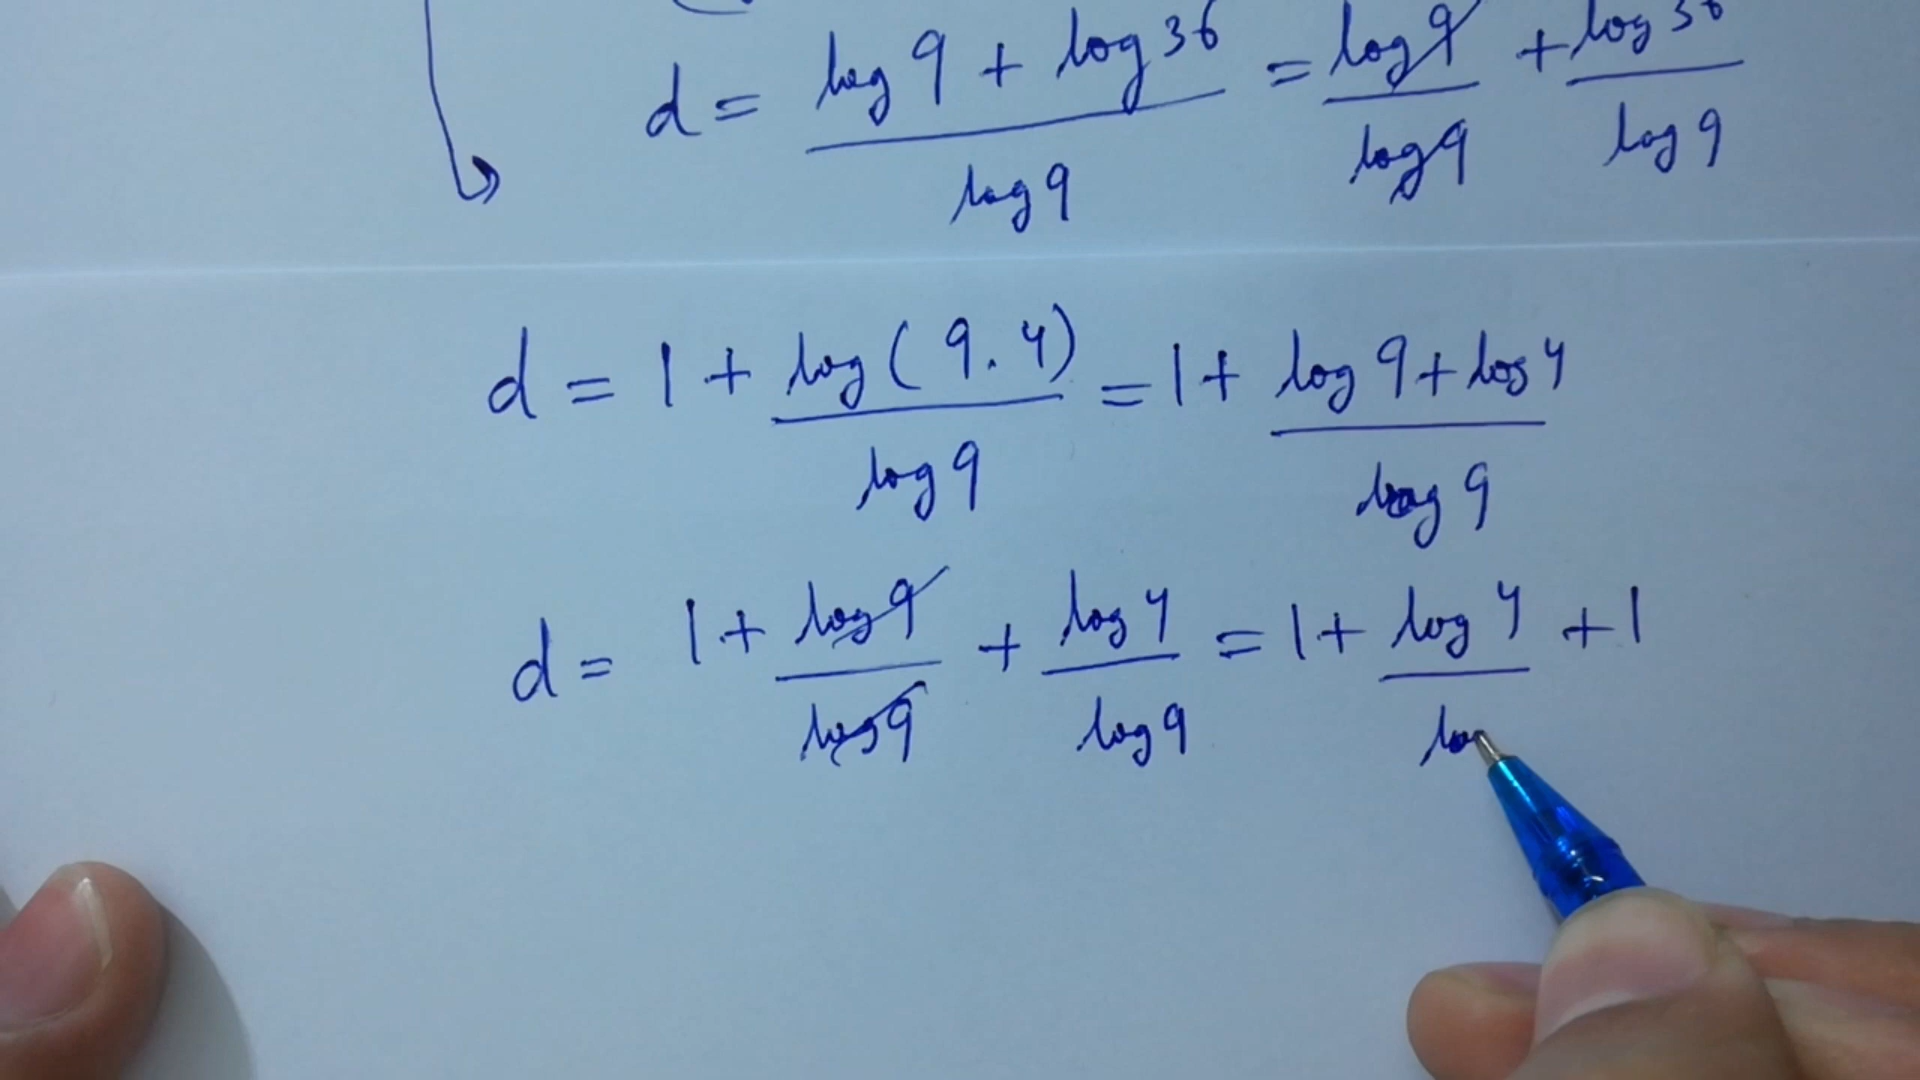 d = (log 9 + log 36) / log 9 = log 9 / log 9 + log 36 / log 9
d = 1 + log(9.4) / log 9 = 1 + (log 9 + log 4) / log 9
d = 1 + log 9 / log 9 + log 4 / log 9 = 1 + log 4 / lo + 1